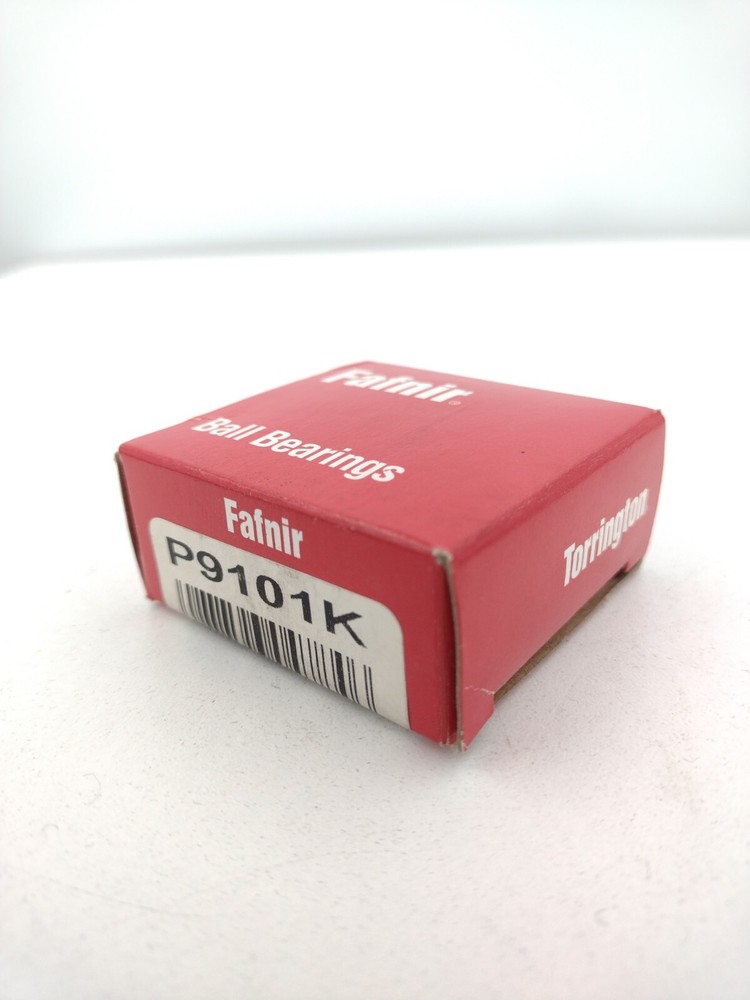 Fafnir®
Ball Bearings
Fafnir
P9101K
Torrington